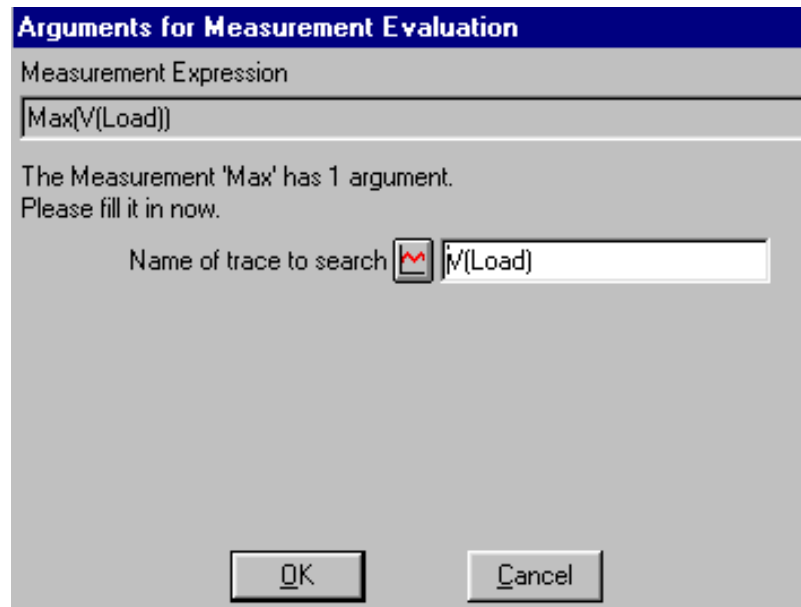 Arguments for Measurement Evaluation
Measurement Expression
Max(V(Load))
The Measurement 'Max' has 1 argument.
Please fill it in now.
Name of trace to search V(Load)
OK Cancel